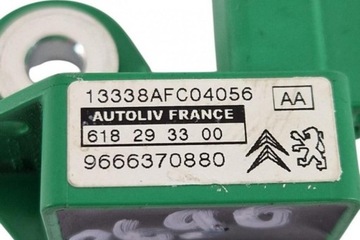 13338AFC04056
AA
AUTOLIV FRANCE
618 29 33 00
9666370880